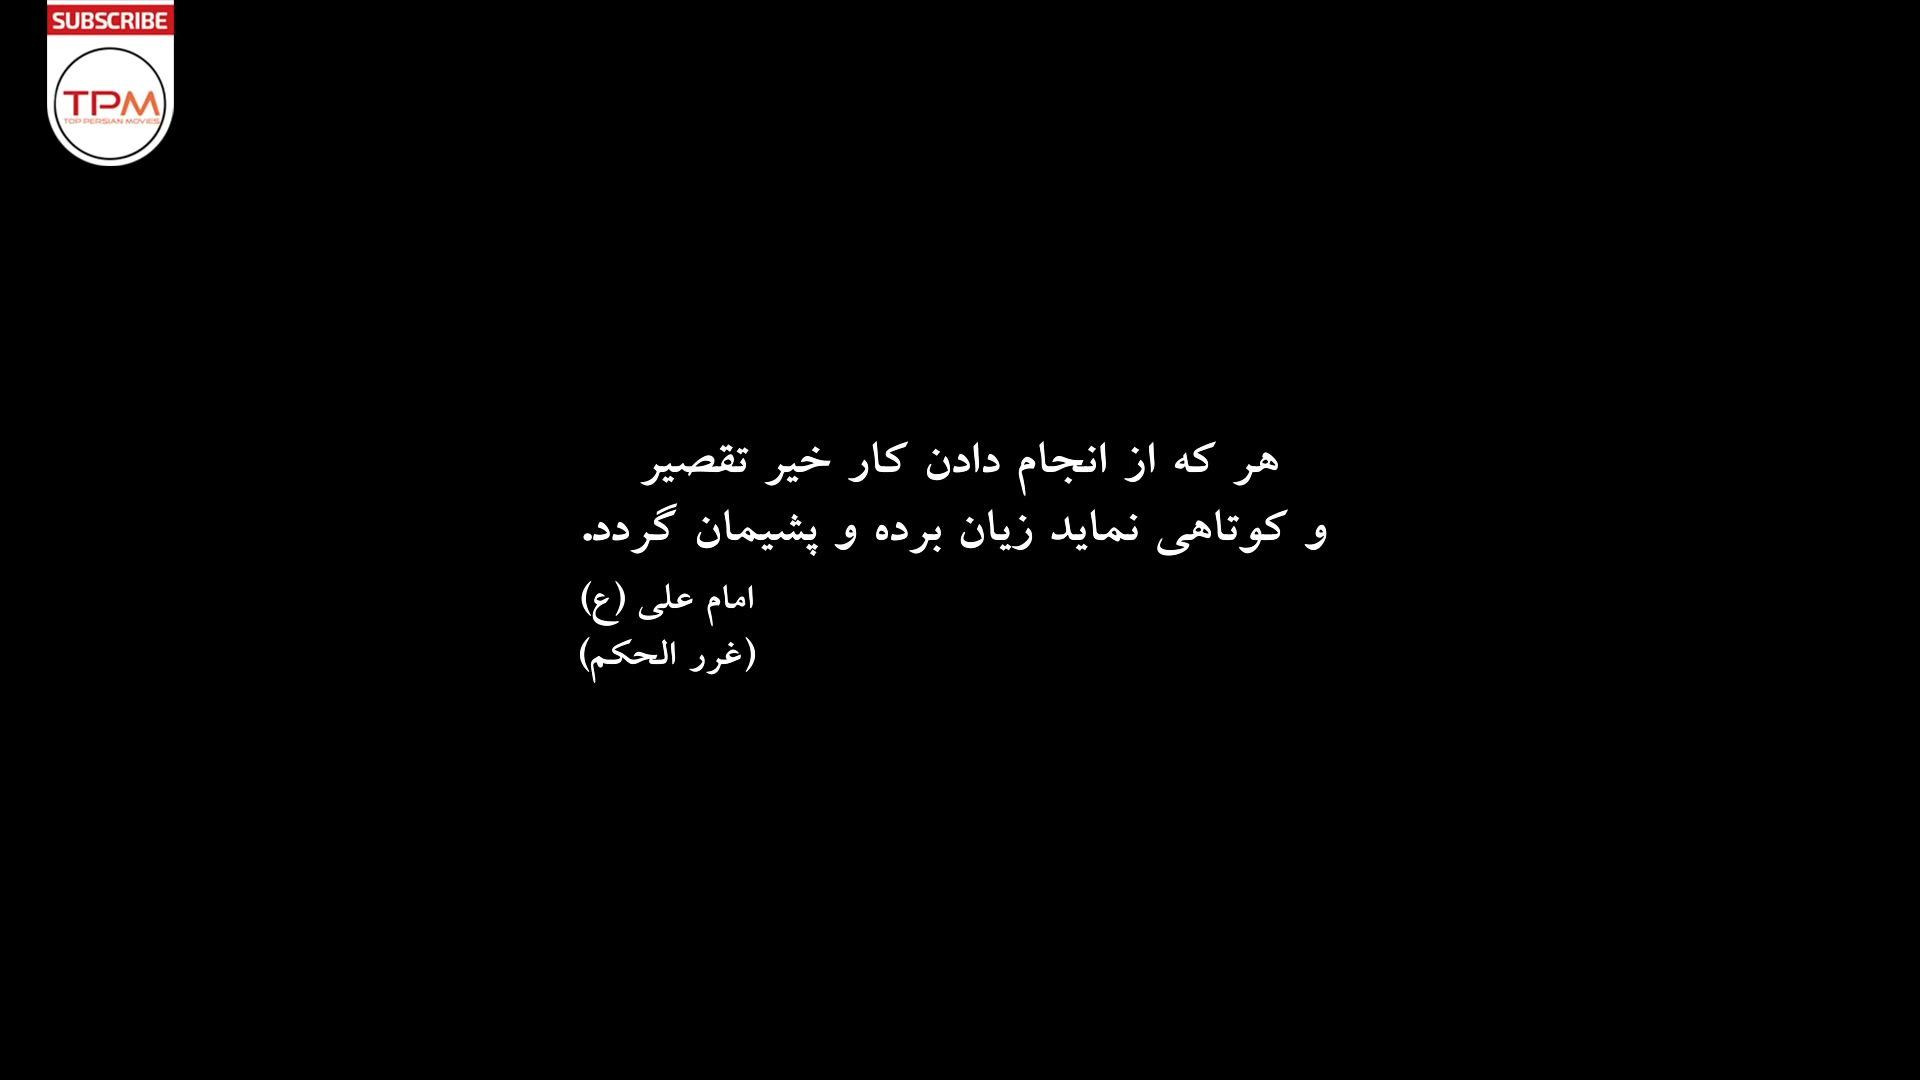 SUBSCRIBE
TPM
TOP PERSIAN MOVIES
هر که از انجام دادن کار خیر تقصیر
و کوتاهی نماید زیان برده و پشیمان گردد.
امام علی (ع)
(غرر الحکم)